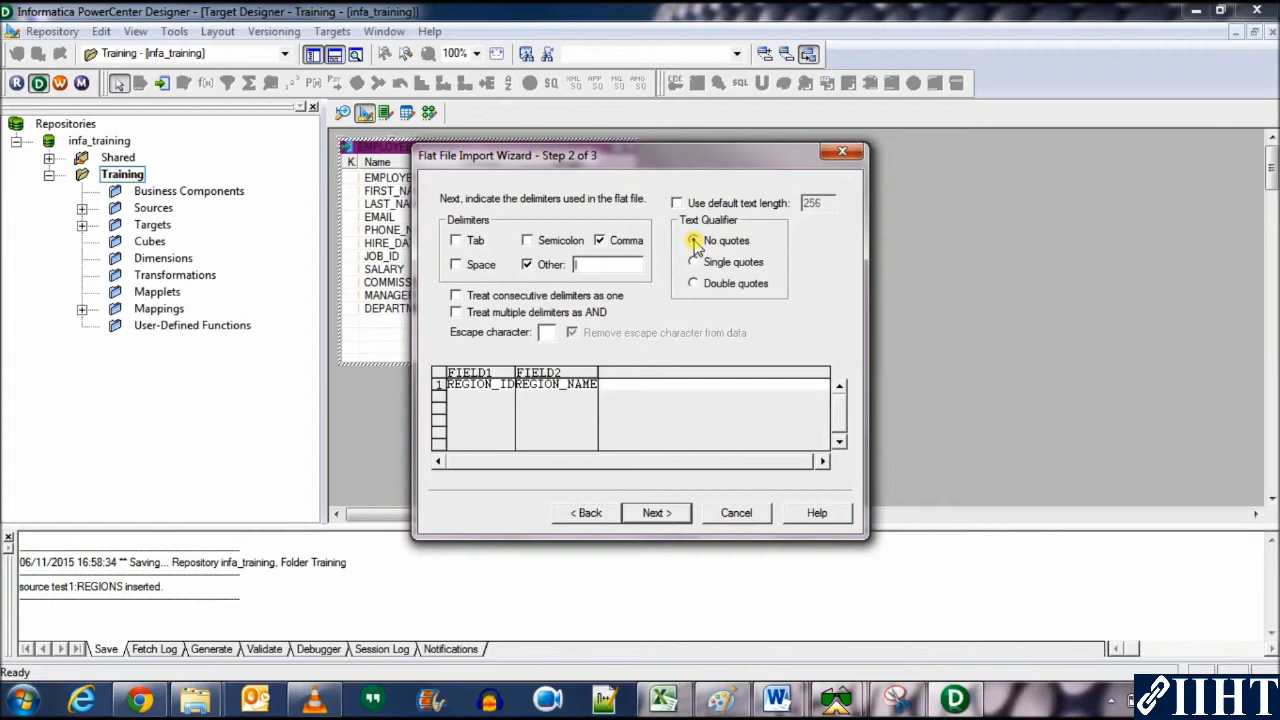 Informatica PowerCenter Designer - [Target Designer - Training - [infa_training]]
Repository Edit View Tools Layout Versioning Targets Window Help
Training - [infa_training]
100%
Repositories
infa_training
Shared
Training
Business Components
Sources
Targets
Cubes
Dimensions
Transformations
Mapplets
Mappings
User-Defined Functions
K Name
EMPLOYE
FIRST_NA
LAST_NA
EMAIL
PHONE_N
HIRE_DA
JOB_ID
SALARY
COMMISS
MANAGER
DEPARTM
Flat File Import Wizard - Step 2 of 3
Next, indicate the delimiters used in the flat file.
Use default text length: 256
Delimiters
Tab Semicolon Comma
Space Other:
Text Qualifier
No quotes
Single quotes
Double quotes
Treat consecutive delimiters as one
Treat multiple delimiters as AND
Escape character: Remove escape character from data
FIELD1 FIELD2
1 REGION_ID REGION_NAME
< Back Next > Cancel Help
06/11/2015 16:58:34 ** Saving... Repository infa_training, Folder Training
source test1:REGIONS inserted.
Save Fetch Log Generate Validate Debugger Session Log Notifications
Ready
IIHT